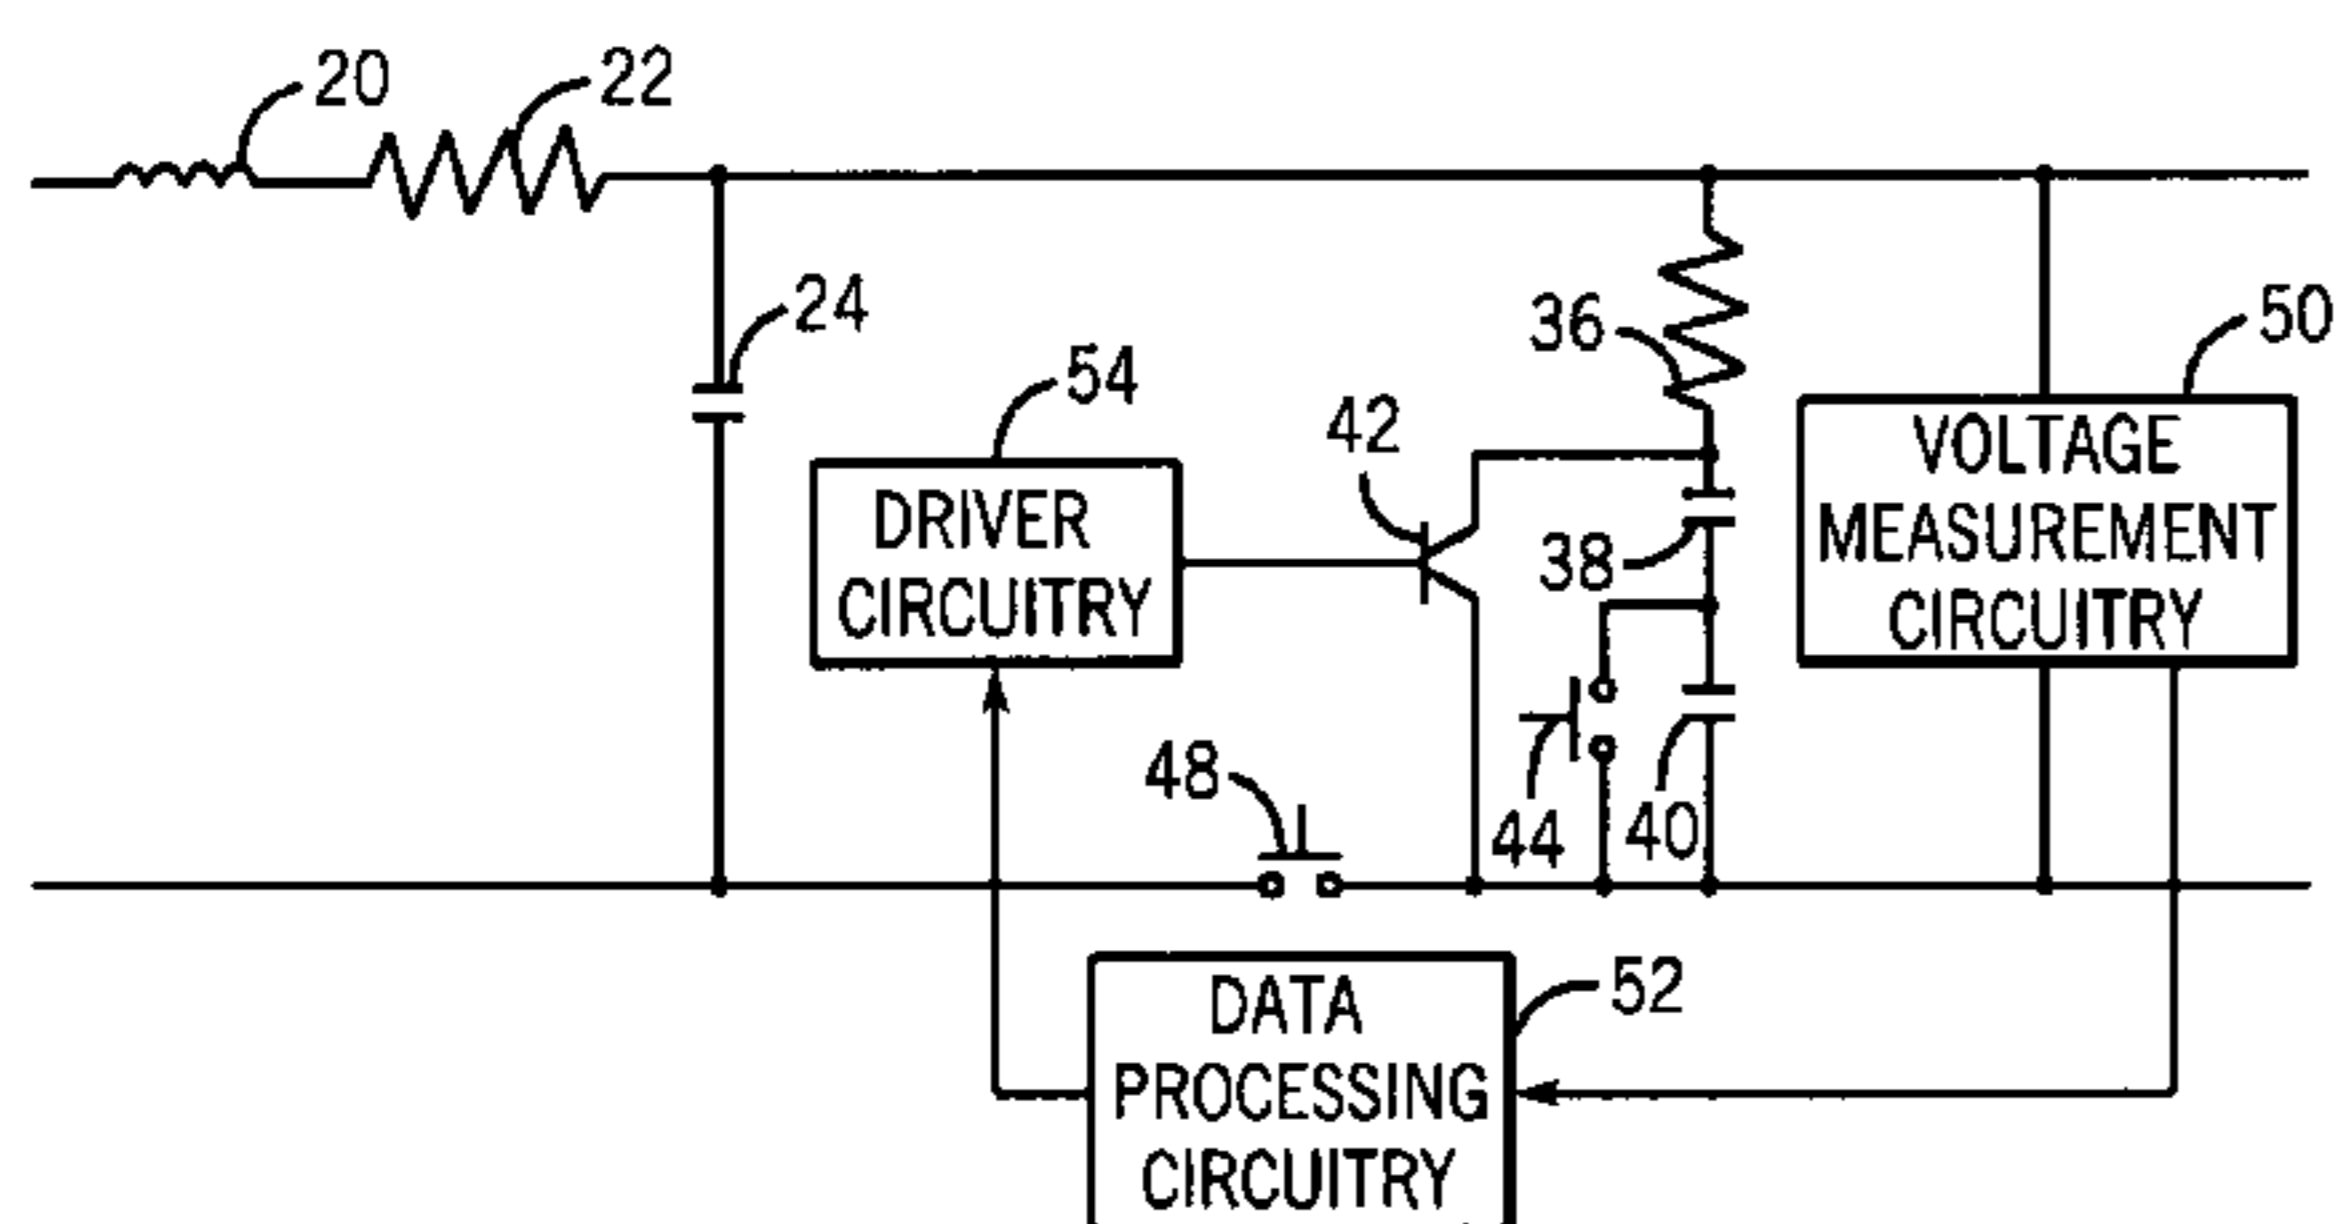 20
22
24
54
DRIVER
CIRCUITRY
42
36
38
50
VOLTAGE
MEASUREMENT
CIRCUITRY
48
44
40
52
DATA
PROCESSING
CIRCUITRY